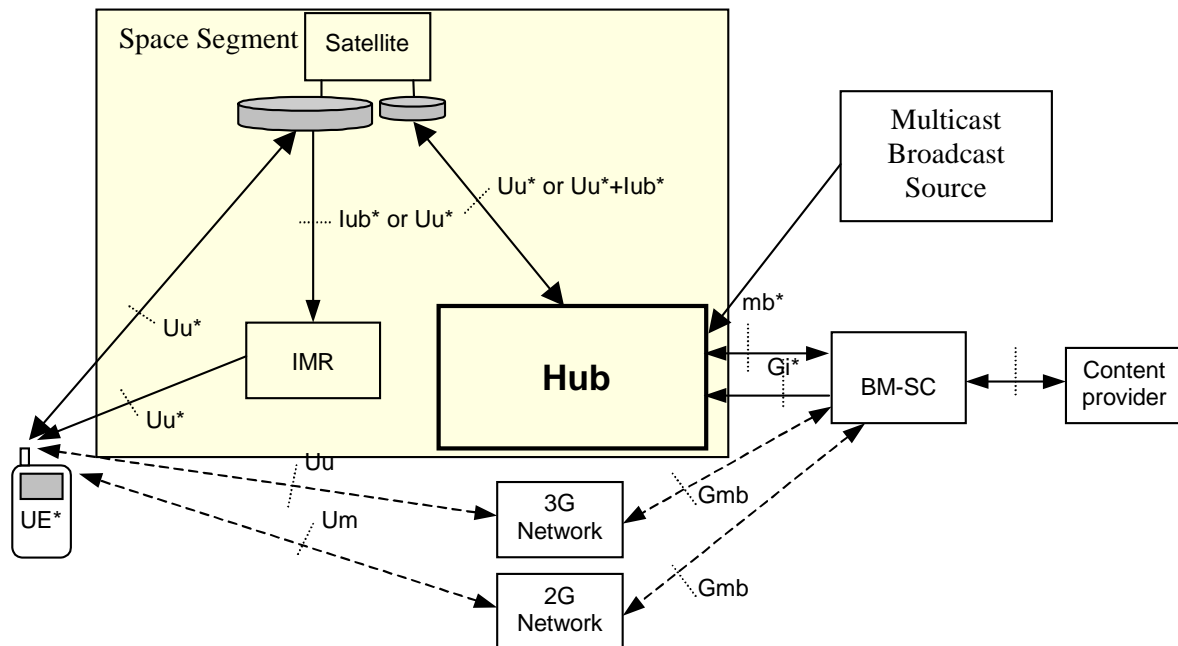 Space Segment
Satellite
Multicast
Broadcast
Source
Uu* or Uu*+Iub*
Iub* or Uu*
mb*
Uu*
IMR
Hub
Gi*
BM-SC
Content
provider
Uu*
Uu
UE*
3G
Network
Gmb
Um
2G
Network
Gmb